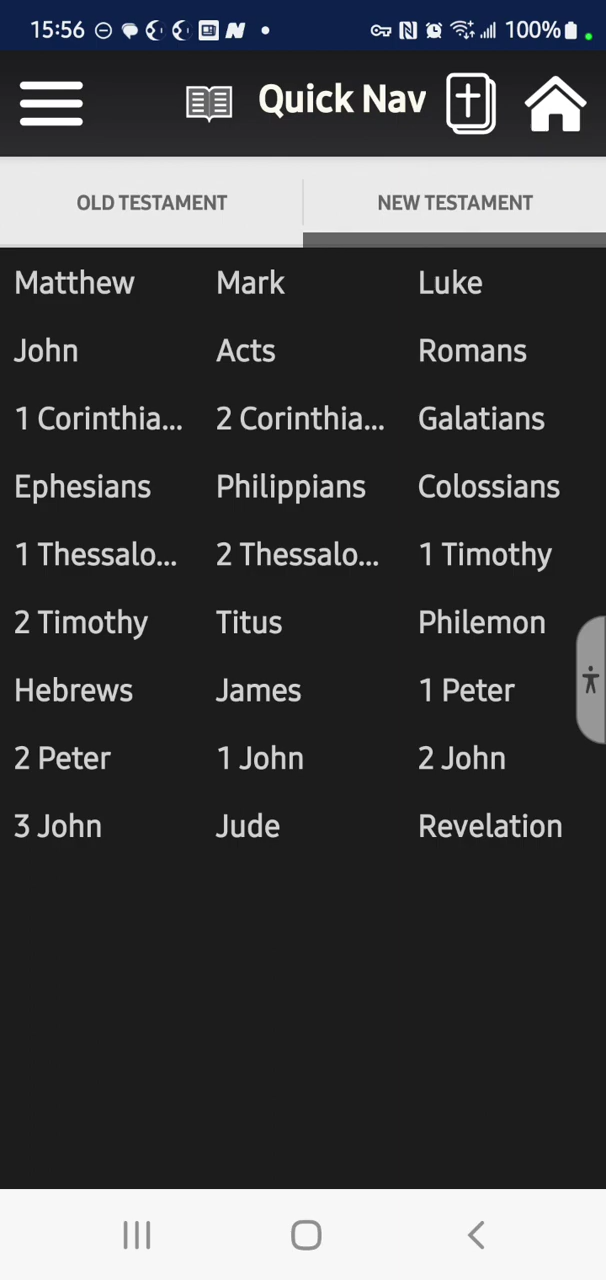 15:56 100%
Quick Nav
OLD TESTAMENT NEW TESTAMENT
Matthew Mark Luke
John Acts Romans
1 Corinthia... 2 Corinthia... Galatians
Ephesians Philippians Colossians
1 Thessalo... 2 Thessalo... 1 Timothy
2 Timothy Titus Philemon
Hebrews James 1 Peter
2 Peter 1 John 2 John
3 John Jude Revelation